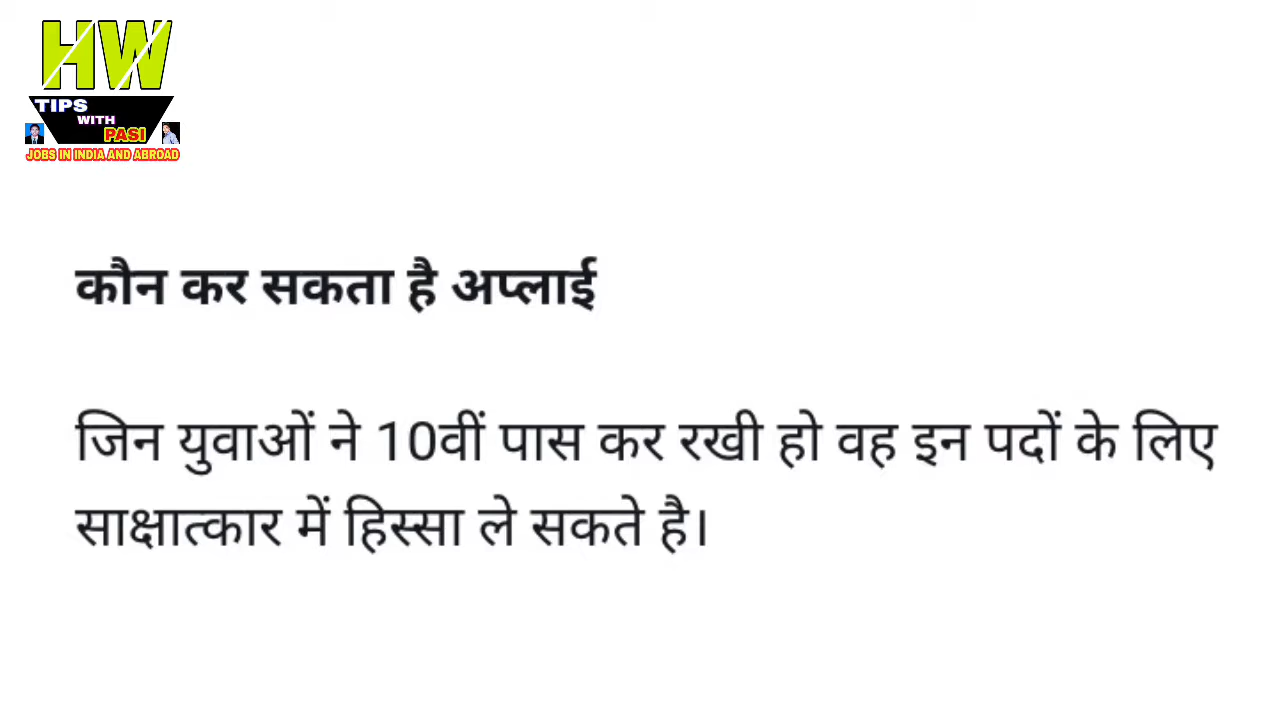 HW
TIPS
WITH
PASI
JOBS IN INDIA AND ABROAD
कौन कर सकता है अप्लाई
जिन युवाओं ने 10वीं पास कर रखी हो वह इन पदों के लिए
साक्षात्कार में हिस्सा ले सकते है।